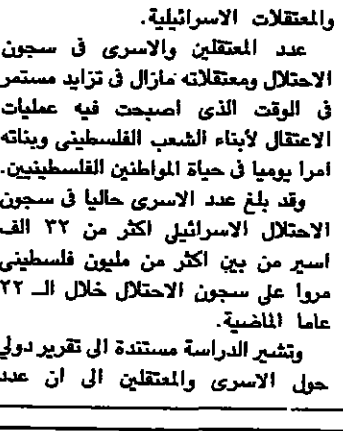 والمعتقلات الاسرائيلية.
عدد المعتقلين والاسرى فى سجون
الاحتلال ومعتقلاته مازال فى تزايد مستمر
فى الوقت الذى اصبحت فيه عمليات
الاعتقال لأبناء الشعب الفلسطينى وبناته
امرا يوميا فى حياة المواطنين الفلسطينيين.
وقد بلغ عدد الاسرى حاليا فى سجون
الاحتلال الاسرائيلى اكثر من ٣٢ الف
اسير من بين اكثر من مليون فلسطينى
مروا على سجون الاحتلال خلال الـ ٢٢
عاما الماضية.
وتشير الدراسة مستندة الى تقرير دولي
حول الاسرى والمعتقلين الى ان عدد